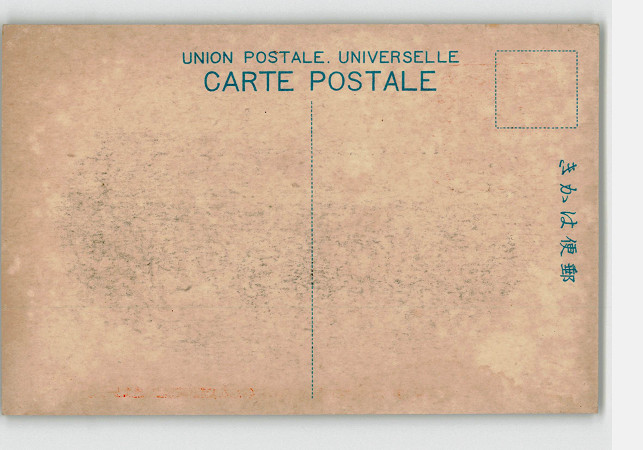 UNION POSTALE. UNIVERSELLE
CARTE POSTALE
郵便はかき